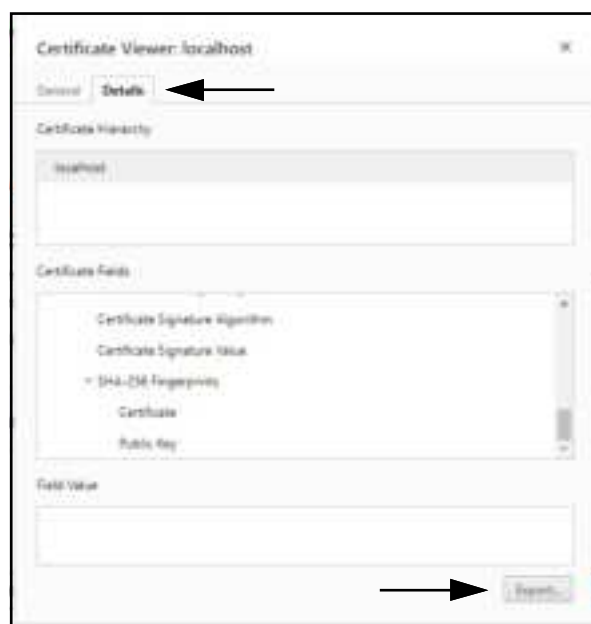 Certificate Viewer: localhost
General Details
Certificate Hierarchy
localhost
Certificate Fields
Certificate Signature Algorithm
Certificate Signature Value
SHA-256 Fingerprints
Certificate
Public Key
Field Value
Export...